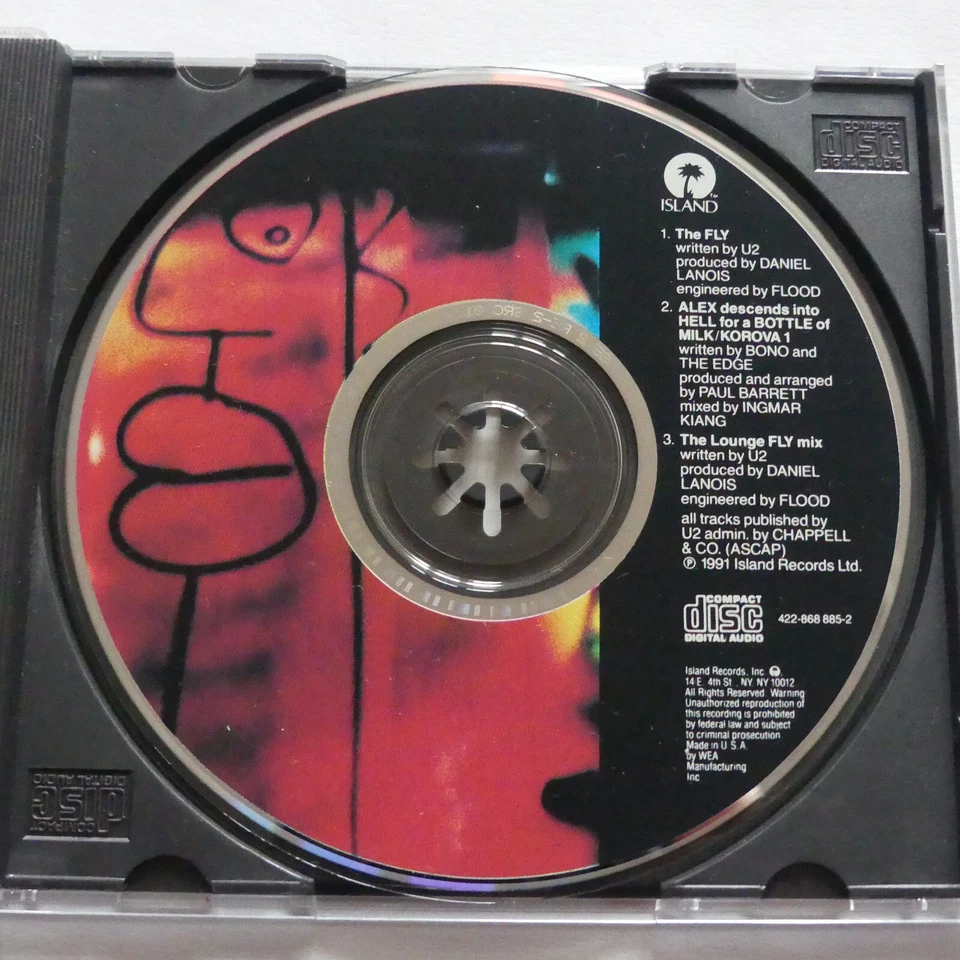 COMPACT
disc
DIGITAL AUDIO
ISLAND
1. The FLY
written by U2
produced by DANIEL
LANOIS
engineered by FLOOD
2. ALEX descends into
HELL for a BOTTLE of
MILK/KOROVA 1
written by BONO and
THE EDGE
produced and arranged
by PAUL BARRETT
mixed by INGMAR
KIANG
3. The Lounge FLY mix
written by U2
produced by DANIEL
LANOIS
engineered by FLOOD
all tracks published by
U2 admin. by CHAPPELL
& CO. (ASCAP)
℗ 1991 Island Records Ltd.
COMPACT
disc
DIGITAL AUDIO
422-868 885-2
Island Records, Inc
14 E. 4th St., NY, NY 10012
All Rights Reserved. Warning
Unauthorized reproduction of
this recording is prohibited
by federal law and subject
to criminal prosecution
Made in U.S.A.
by WEA
Manufacturing
Inc
COMPACT
disc
DIGITAL AUDIO